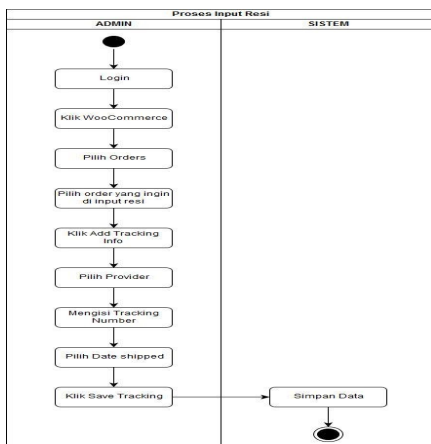 Proses Input Resi
ADMIN
SISTEM
Login
Klik WooCommerce
Pilih Orders
Pilih order yang ingin
di input resi
Klik Add Tracking
Info
Pilih Provider
Mengisi Tracking
Number
Pilih Date shipped
Klik Save Tracking
Simpan Data